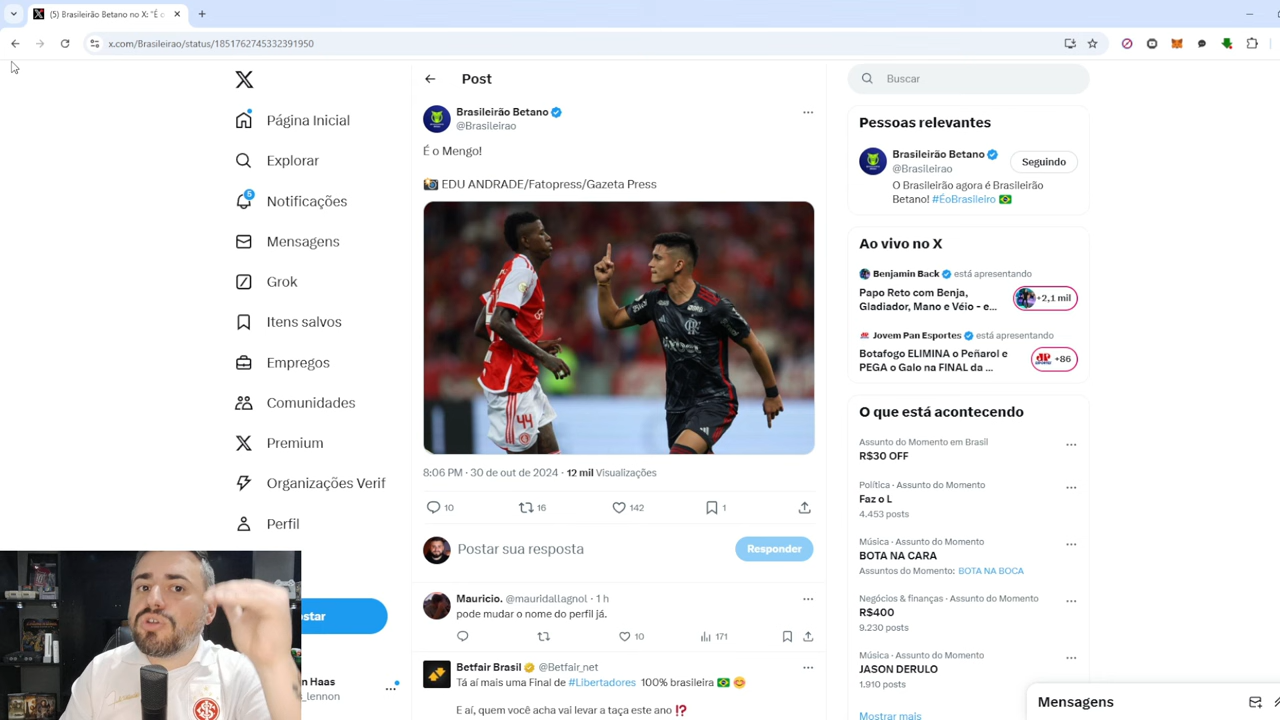 (5) Brasileirão Betano no X: "É o
x.com/Brasileirao/status/1851762745332391950
Página Inicial
Explorar
5
Notificações
Mensagens
Grok
Itens salvos
Empregos
Comunidades
Premium
Organizações Verif
Perfil
ostar
n Haas
s_lennon
Post
Brasileirão Betano
@Brasileirao
É o Mengo!
EDU ANDRADE/Fatopress/Gazeta Press
44
8:06 PM · 30 de out de 2024 · 12 mil Visualizações
10
16
142
1
Postar sua resposta
Responder
Mauricio. @mauridallagnol · 1 h
pode mudar o nome do perfil já.
10
171
Betfair Brasil @Betfair_net
Tá aí mais uma Final de #Libertadores 100% brasileira
E aí, quem você acha vai levar a taça este ano
Buscar
Pessoas relevantes
Brasileirão Betano
@Brasileirao
Seguindo
O Brasileirão agora é Brasileirão
Betano! #ÉoBrasileiro
Ao vivo no X
Benjamin Back está apresentando
Papo Reto com Benja,
Gladiador, Mano e Véio - e...
+2,1 mil
Jovem Pan Esportes está apresentando
Botafogo ELIMINA o Peñarol e
PEGA o Galo na FINAL da ...
+86
O que está acontecendo
Assunto do Momento em Brasil
R$30 OFF
Política · Assunto do Momento
Faz o L
4.453 posts
Música · Assunto do Momento
BOTA NA CARA
Assuntos do Momento: BOTA NA BOCA
Negócios & finanças · Assunto do Momento
R$400
9.230 posts
Música · Assunto do Momento
JASON DERULO
1.910 posts
Mostrar mais
Mensagens